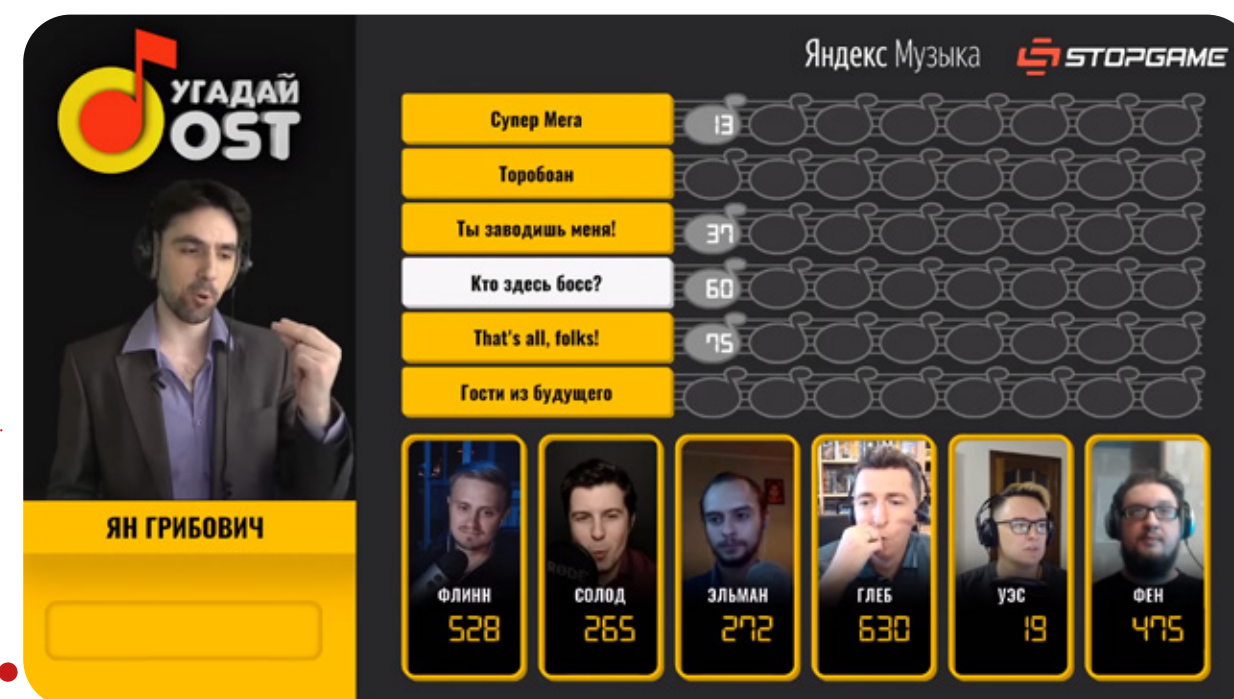 УГАДАЙ
OST
Яндекс Музыка
STOPGAME
Супер Мега
13
Торобоан
Ты заводишь меня!
37
Кто здесь босс?
60
That's all, folks!
75
Гости из будущего
ЯН ГРИБОВИЧ
RODE
ФЛИНН
СОЛОД
ЭЛЬМАН
ГЛЕБ
УЭС
ФЕН
528
265
272
630
19
475